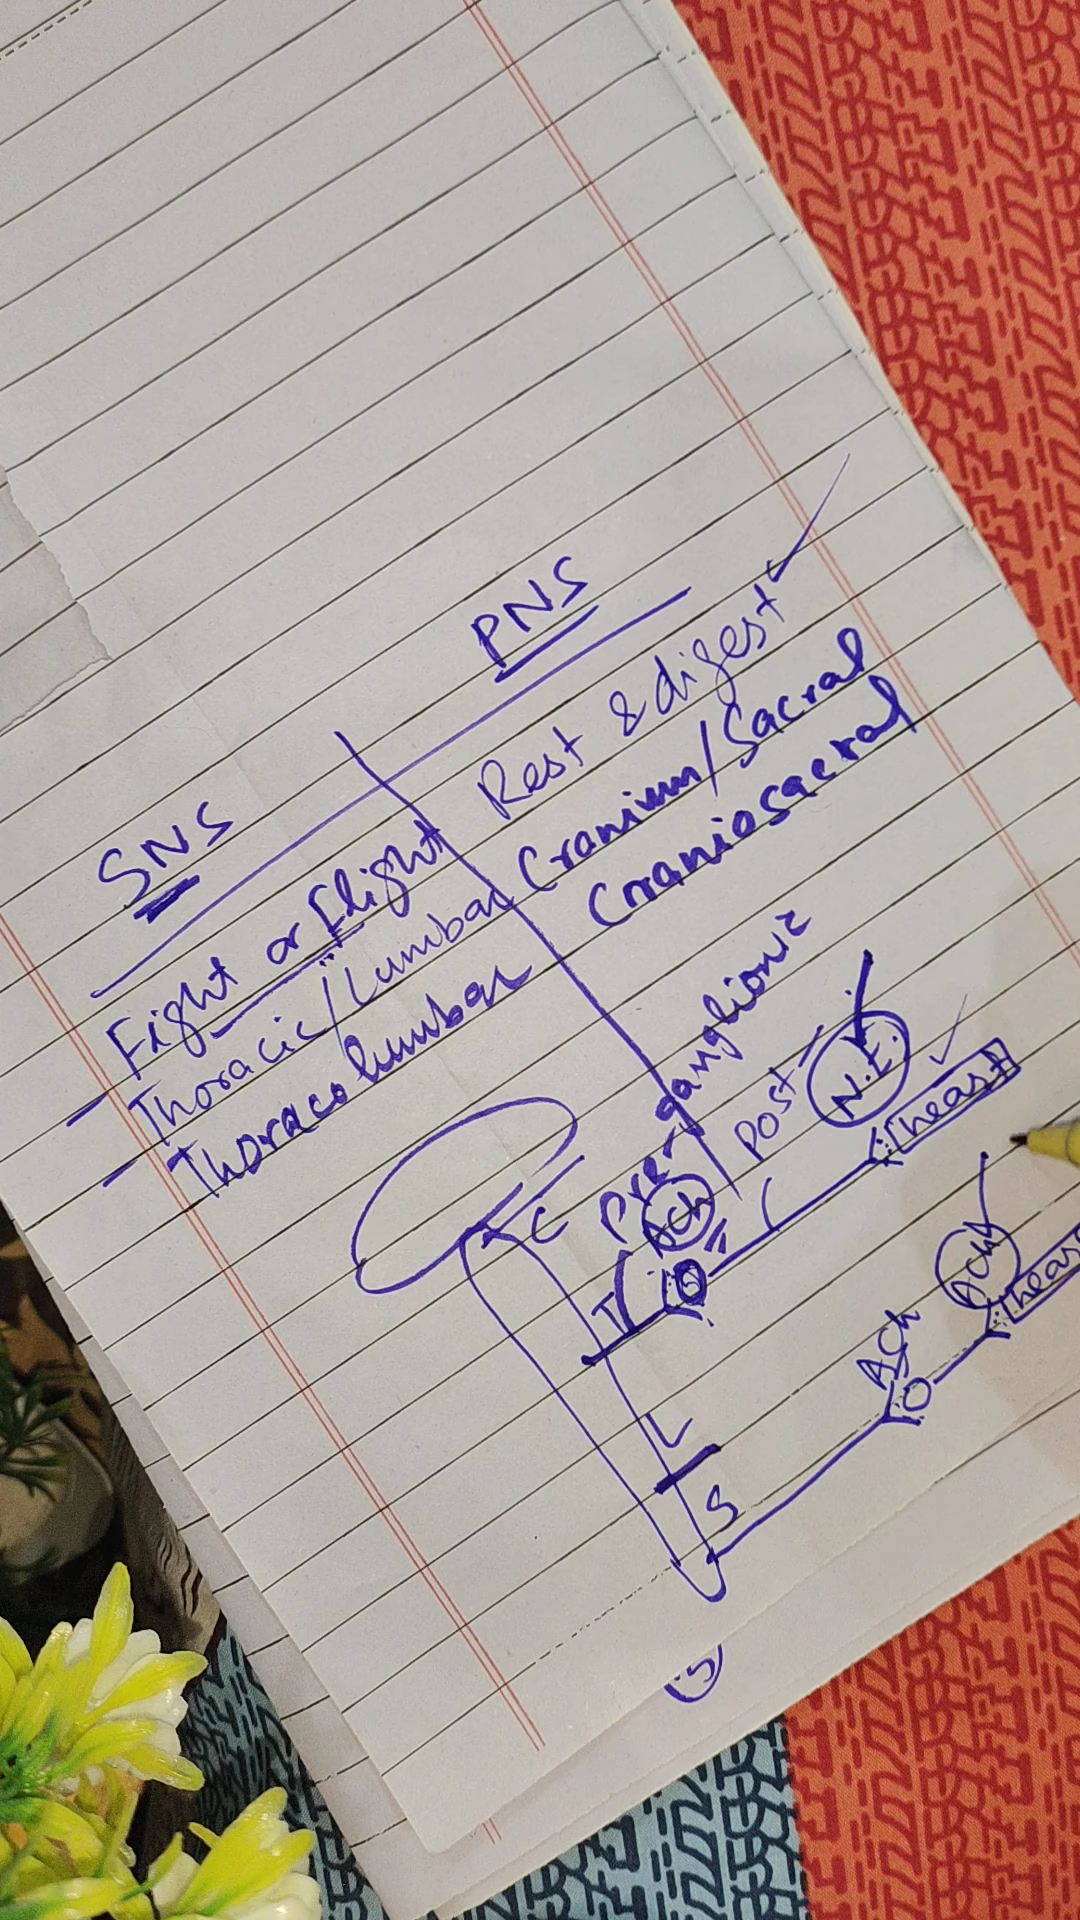 SNS PNS
Fight or Flight Rest & digest
Thoracic/Lumbar Cranium/Sacral
Thoracolumbar Craniosacral
Pre-ganglionic
Post-
N.E.
ACh
heart
C
T
L
S
ACh
ACh
hear